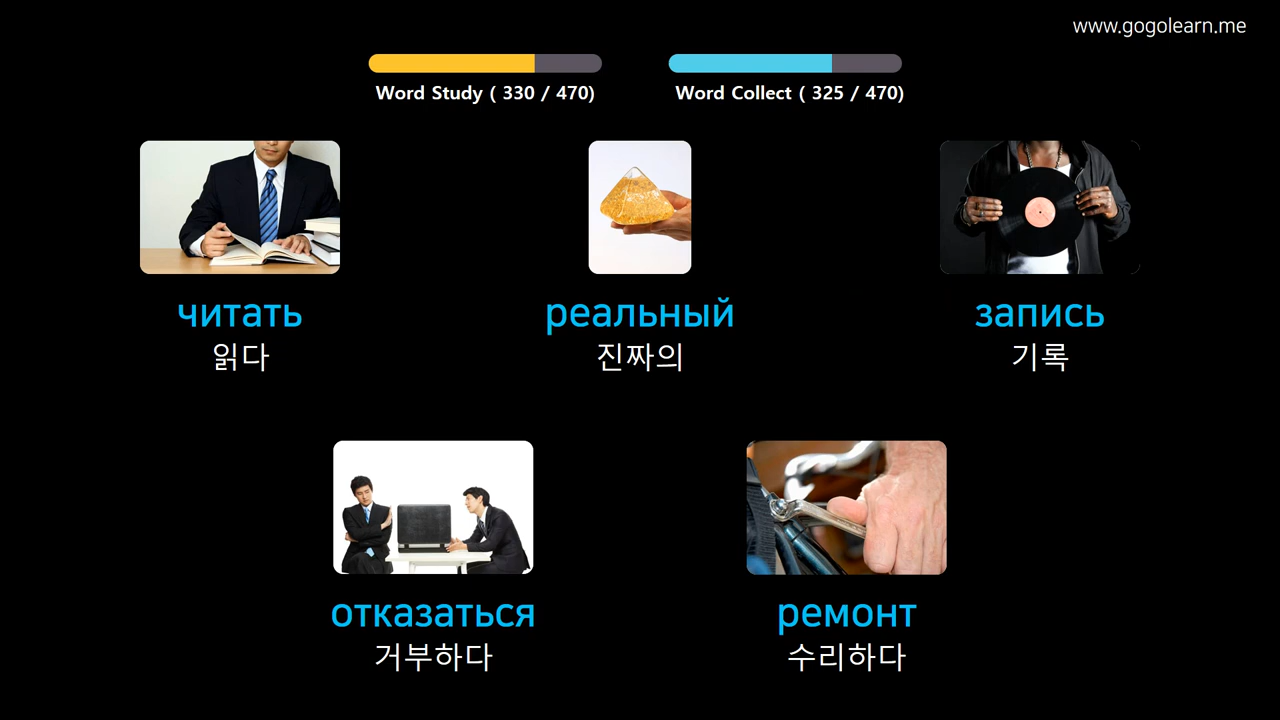 www.gogolearn.me
Word Study ( 330 / 470)
Word Collect ( 325 / 470)
читать
읽다
реальный
진짜의
запись
기록
отказаться
거부하다
ремонт
수리하다